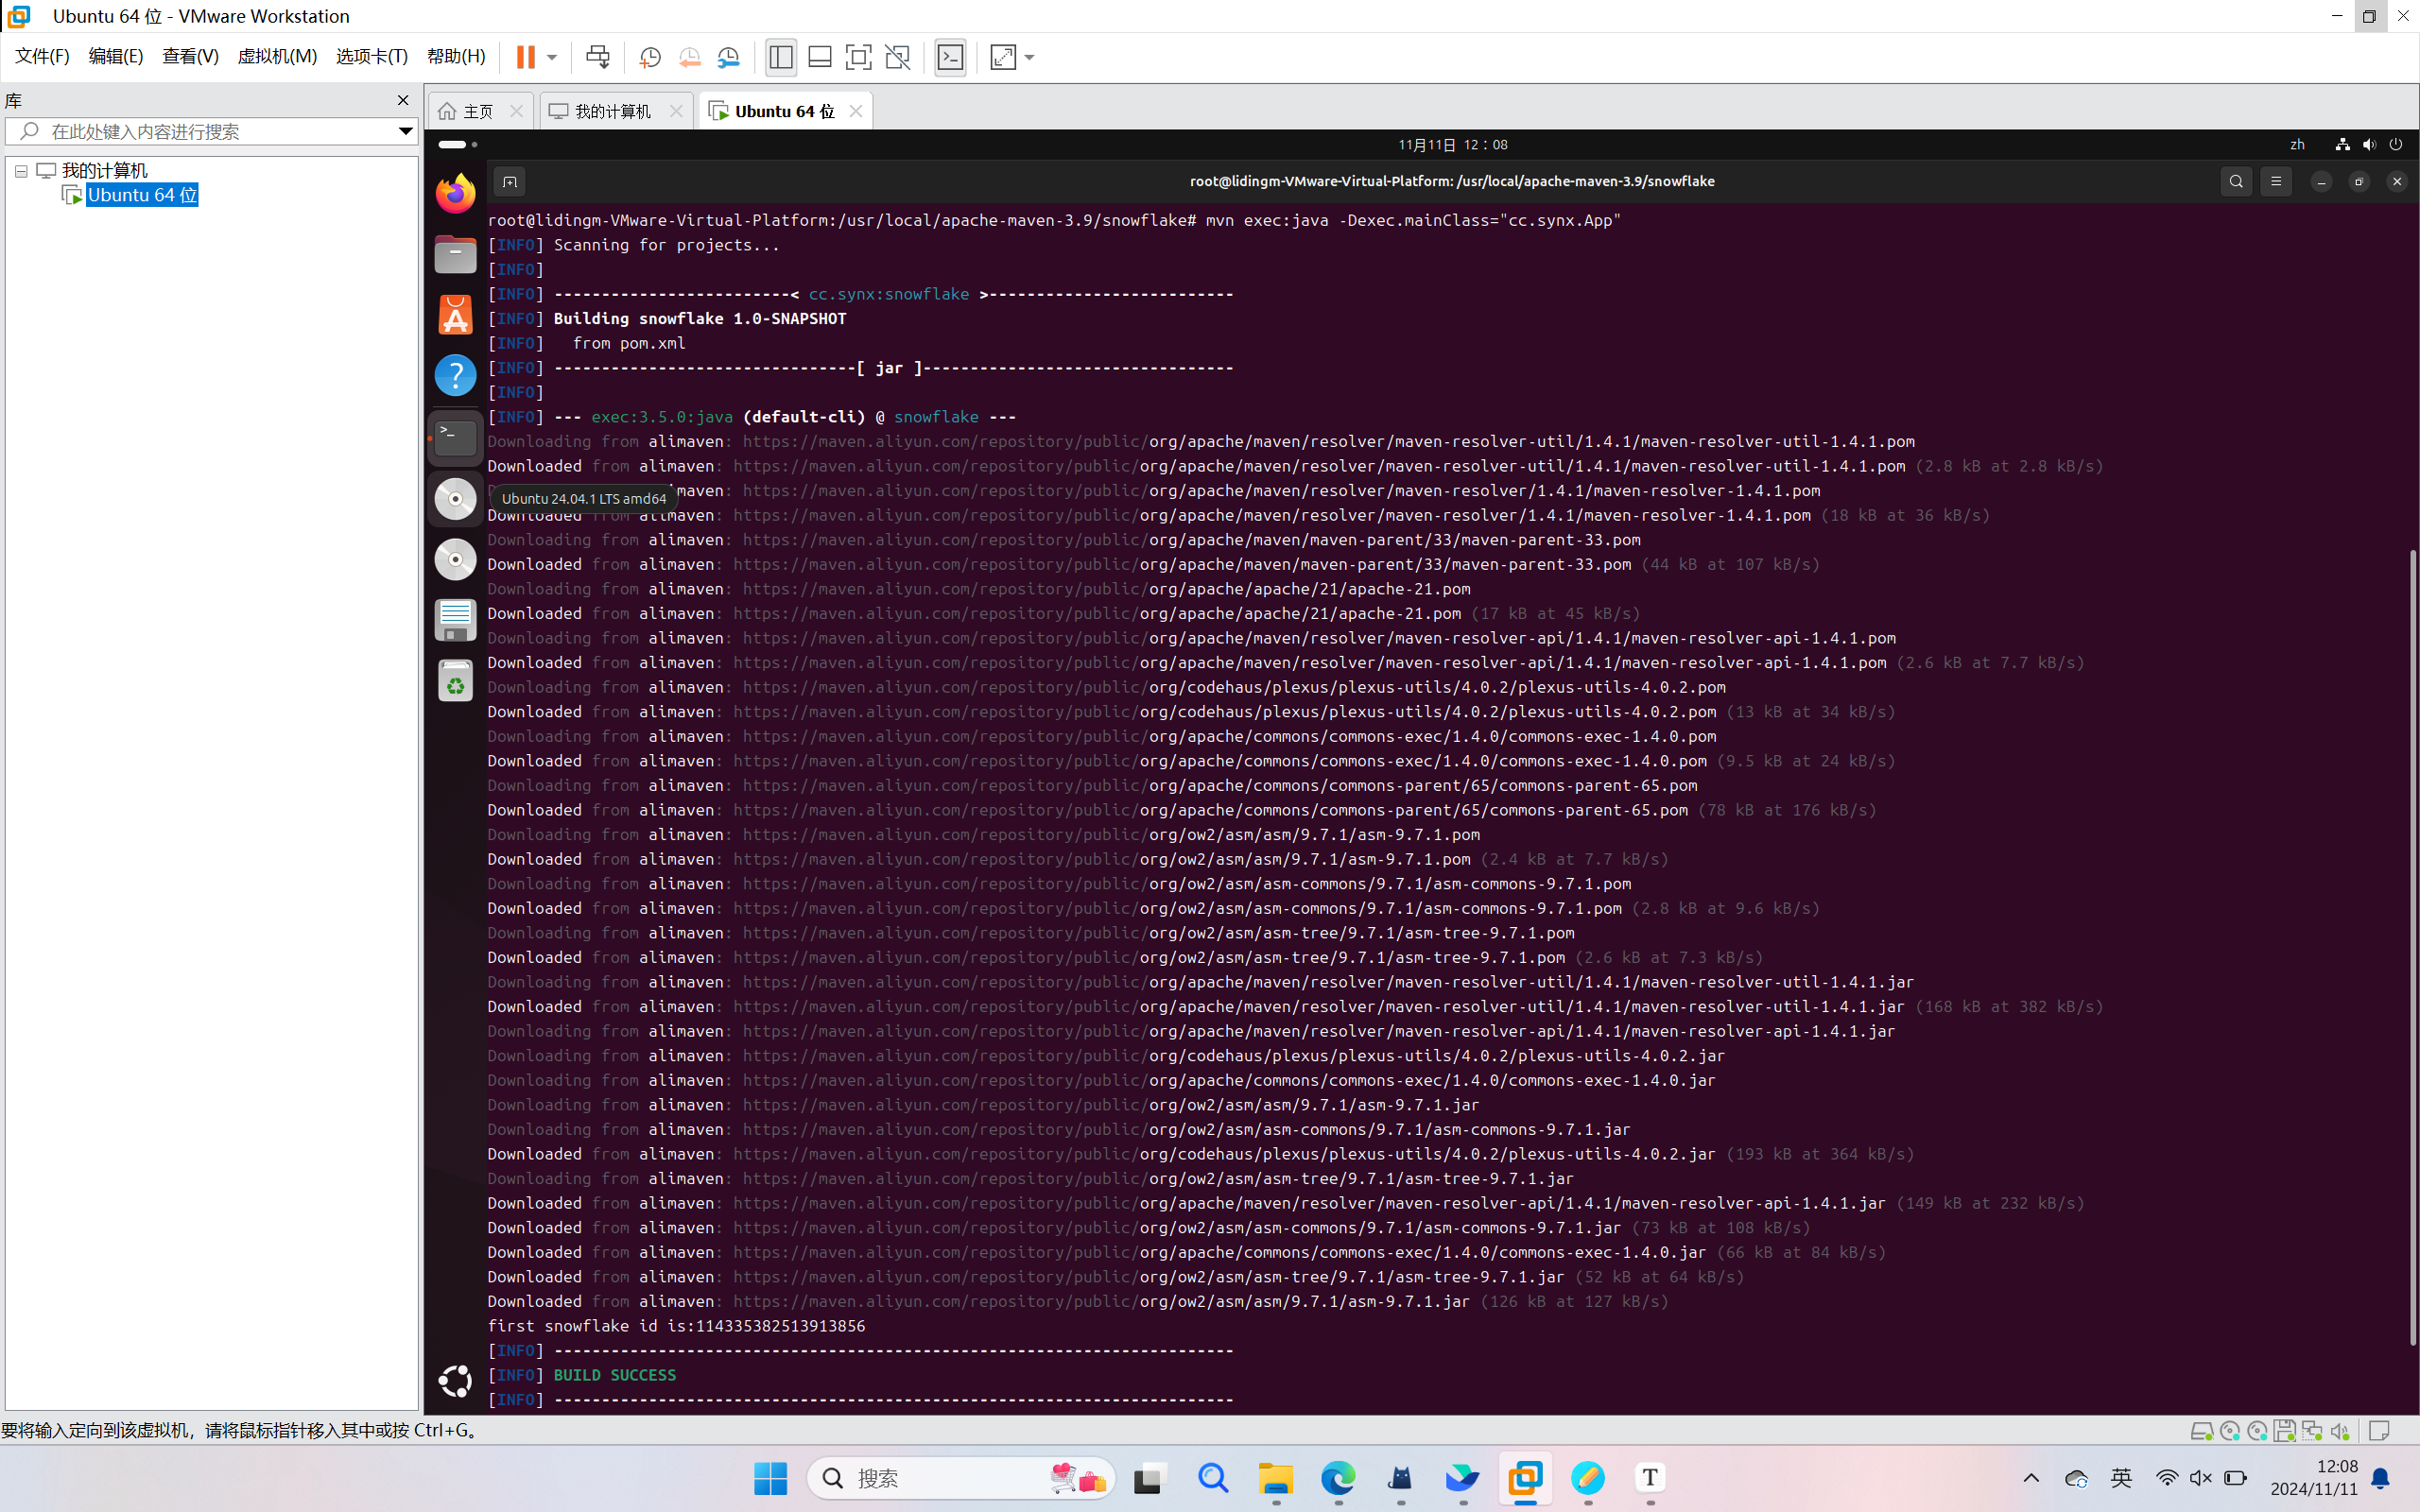 Ubuntu 64 位 - VMware Workstation
文件(F) 编辑(E) 查看(V) 虚拟机(M) 选项卡(T) 帮助(H)
库
在此处键入内容进行搜索
我的计算机
Ubuntu 64 位
主页 我的计算机 Ubuntu 64 位
11月11日 12：08
zh
root@lidingm-VMware-Virtual-Platform: /usr/local/apache-maven-3.9/snowflake
root@lidingm-VMware-Virtual-Platform:/usr/local/apache-maven-3.9/snowflake# mvn exec:java -Dexec.mainClass="cc.synx.App"
[INFO] Scanning for projects...
[INFO]
[INFO] -------------------------< cc.synx:snowflake >--------------------------
[INFO] Building snowflake 1.0-SNAPSHOT
[INFO]   from pom.xml
[INFO] --------------------------------[ jar ]---------------------------------
[INFO]
[INFO] --- exec:3.5.0:java (default-cli) @ snowflake ---
Downloading from alimaven: https://maven.aliyun.com/repository/public/org/apache/maven/resolver/maven-resolver-util/1.4.1/maven-resolver-util-1.4.1.pom
Downloaded from alimaven: https://maven.aliyun.com/repository/public/org/apache/maven/resolver/maven-resolver-util/1.4.1/maven-resolver-util-1.4.1.pom (2.8 kB at 2.8 kB/s)
Ubuntu 24.04.1 LTS amd64
maven: https://maven.aliyun.com/repository/public/org/apache/maven/resolver/maven-resolver/1.4.1/maven-resolver-1.4.1.pom
Downloaded from alimaven: https://maven.aliyun.com/repository/public/org/apache/maven/resolver/maven-resolver/1.4.1/maven-resolver-1.4.1.pom (18 kB at 36 kB/s)
Downloading from alimaven: https://maven.aliyun.com/repository/public/org/apache/maven/maven-parent/33/maven-parent-33.pom
Downloaded from alimaven: https://maven.aliyun.com/repository/public/org/apache/maven/maven-parent/33/maven-parent-33.pom (44 kB at 107 kB/s)
Downloading from alimaven: https://maven.aliyun.com/repository/public/org/apache/apache/21/apache-21.pom
Downloaded from alimaven: https://maven.aliyun.com/repository/public/org/apache/apache/21/apache-21.pom (17 kB at 45 kB/s)
Downloading from alimaven: https://maven.aliyun.com/repository/public/org/apache/maven/resolver/maven-resolver-api/1.4.1/maven-resolver-api-1.4.1.pom
Downloaded from alimaven: https://maven.aliyun.com/repository/public/org/apache/maven/resolver/maven-resolver-api/1.4.1/maven-resolver-api-1.4.1.pom (2.6 kB at 7.7 kB/s)
Downloading from alimaven: https://maven.aliyun.com/repository/public/org/codehaus/plexus/plexus-utils/4.0.2/plexus-utils-4.0.2.pom
Downloaded from alimaven: https://maven.aliyun.com/repository/public/org/codehaus/plexus/plexus-utils/4.0.2/plexus-utils-4.0.2.pom (13 kB at 34 kB/s)
Downloading from alimaven: https://maven.aliyun.com/repository/public/org/apache/commons/commons-exec/1.4.0/commons-exec-1.4.0.pom
Downloaded from alimaven: https://maven.aliyun.com/repository/public/org/apache/commons/commons-exec/1.4.0/commons-exec-1.4.0.pom (9.5 kB at 24 kB/s)
Downloading from alimaven: https://maven.aliyun.com/repository/public/org/apache/commons/commons-parent/65/commons-parent-65.pom
Downloaded from alimaven: https://maven.aliyun.com/repository/public/org/apache/commons/commons-parent/65/commons-parent-65.pom (78 kB at 176 kB/s)
Downloading from alimaven: https://maven.aliyun.com/repository/public/org/ow2/asm/asm/9.7.1/asm-9.7.1.pom
Downloaded from alimaven: https://maven.aliyun.com/repository/public/org/ow2/asm/asm/9.7.1/asm-9.7.1.pom (2.4 kB at 7.7 kB/s)
Downloading from alimaven: https://maven.aliyun.com/repository/public/org/ow2/asm/asm-commons/9.7.1/asm-commons-9.7.1.pom
Downloaded from alimaven: https://maven.aliyun.com/repository/public/org/ow2/asm/asm-commons/9.7.1/asm-commons-9.7.1.pom (2.8 kB at 9.6 kB/s)
Downloading from alimaven: https://maven.aliyun.com/repository/public/org/ow2/asm/asm-tree/9.7.1/asm-tree-9.7.1.pom
Downloaded from alimaven: https://maven.aliyun.com/repository/public/org/ow2/asm/asm-tree/9.7.1/asm-tree-9.7.1.pom (2.6 kB at 7.3 kB/s)
Downloading from alimaven: https://maven.aliyun.com/repository/public/org/apache/maven/resolver/maven-resolver-util/1.4.1/maven-resolver-util-1.4.1.jar
Downloaded from alimaven: https://maven.aliyun.com/repository/public/org/apache/maven/resolver/maven-resolver-util/1.4.1/maven-resolver-util-1.4.1.jar (168 kB at 382 kB/s)
Downloading from alimaven: https://maven.aliyun.com/repository/public/org/apache/maven/resolver/maven-resolver-api/1.4.1/maven-resolver-api-1.4.1.jar
Downloading from alimaven: https://maven.aliyun.com/repository/public/org/codehaus/plexus/plexus-utils/4.0.2/plexus-utils-4.0.2.jar
Downloading from alimaven: https://maven.aliyun.com/repository/public/org/apache/commons/commons-exec/1.4.0/commons-exec-1.4.0.jar
Downloading from alimaven: https://maven.aliyun.com/repository/public/org/ow2/asm/asm/9.7.1/asm-9.7.1.jar
Downloading from alimaven: https://maven.aliyun.com/repository/public/org/ow2/asm/asm-commons/9.7.1/asm-commons-9.7.1.jar
Downloaded from alimaven: https://maven.aliyun.com/repository/public/org/codehaus/plexus/plexus-utils/4.0.2/plexus-utils-4.0.2.jar (193 kB at 364 kB/s)
Downloading from alimaven: https://maven.aliyun.com/repository/public/org/ow2/asm/asm-tree/9.7.1/asm-tree-9.7.1.jar
Downloaded from alimaven: https://maven.aliyun.com/repository/public/org/apache/maven/resolver/maven-resolver-api/1.4.1/maven-resolver-api-1.4.1.jar (149 kB at 232 kB/s)
Downloaded from alimaven: https://maven.aliyun.com/repository/public/org/ow2/asm/asm-commons/9.7.1/asm-commons-9.7.1.jar (73 kB at 108 kB/s)
Downloaded from alimaven: https://maven.aliyun.com/repository/public/org/apache/commons/commons-exec/1.4.0/commons-exec-1.4.0.jar (66 kB at 84 kB/s)
Downloaded from alimaven: https://maven.aliyun.com/repository/public/org/ow2/asm/asm-tree/9.7.1/asm-tree-9.7.1.jar (52 kB at 64 kB/s)
Downloaded from alimaven: https://maven.aliyun.com/repository/public/org/ow2/asm/asm/9.7.1/asm-9.7.1.jar (126 kB at 127 kB/s)
first snowflake id is:114335382513913856
[INFO] ------------------------------------------------------------------------
[INFO] BUILD SUCCESS
[INFO] ------------------------------------------------------------------------
要将输入定向到该虚拟机，请将鼠标指针移入其中或按 Ctrl+G。
搜索
T
英
12:08
2024/11/11